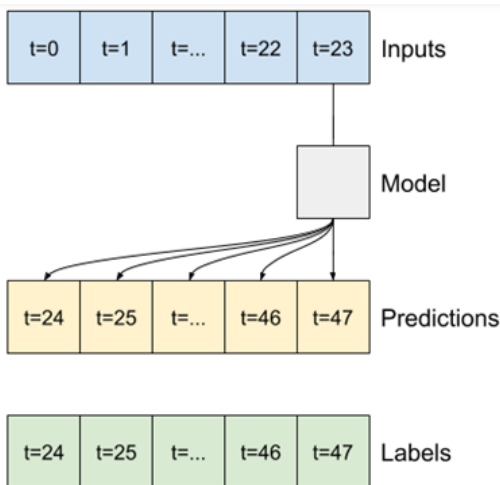 t=0 t=1 t=... t=22 t=23 Inputs
Model
t=24 t=25 t=... t=46 t=47 Predictions
t=24 t=25 t=... t=46 t=47 Labels